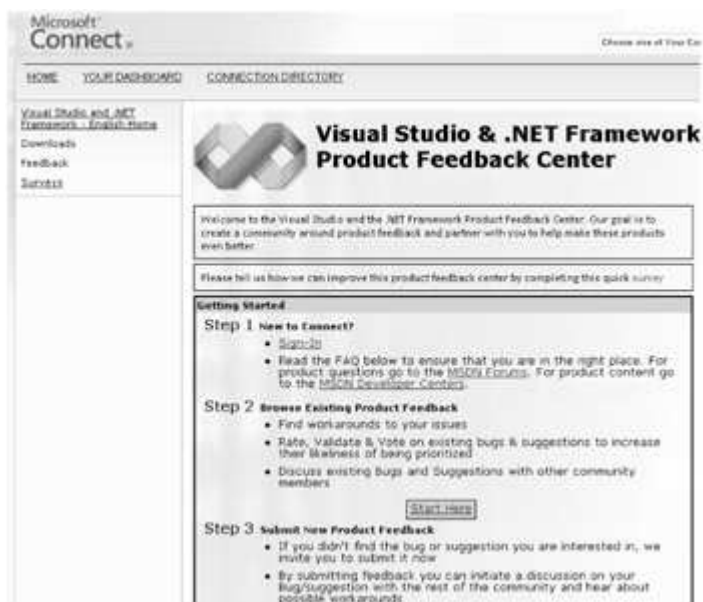 Microsoft
Connect
Choose one of Your
HOME YOUR DASHBOARD CONNECTION DIRECTORY
Visual Studio and .NET
Framework - English Home
Downloads
Feedback
Surveys
Visual Studio & .NET Framework
Product Feedback Center
Welcome to the Visual Studio and the .NET Framework Product Feedback Center. Our goal is to
create a community around product feedback and partner with you to help make these products
even better.
Please tell us how we can improve this product feedback center by completing this quick survey
Getting Started
Step 1 New to Connect?
• Sign-In
• Read the FAQ below to ensure that you are in the right place. For
product questions go to the MSDN Forums. For product content go
to the MSDN Developer Centers.
Step 2 Browse Existing Product Feedback
• Find workarounds to your issues
• Rate, Validate & Vote on existing bugs & suggestions to increase
their likeliness of being prioritized
• Discuss existing Bugs and Suggestions with other community
members
Start Here
Step 3 Submit New Product Feedback
• If you didn't find the bug or suggestion you are interested in, we
invite you to submit it now
• By submitting feedback you can initiate a discussion on your
Bug/suggestion with the rest of the community and hear about
possible workarounds